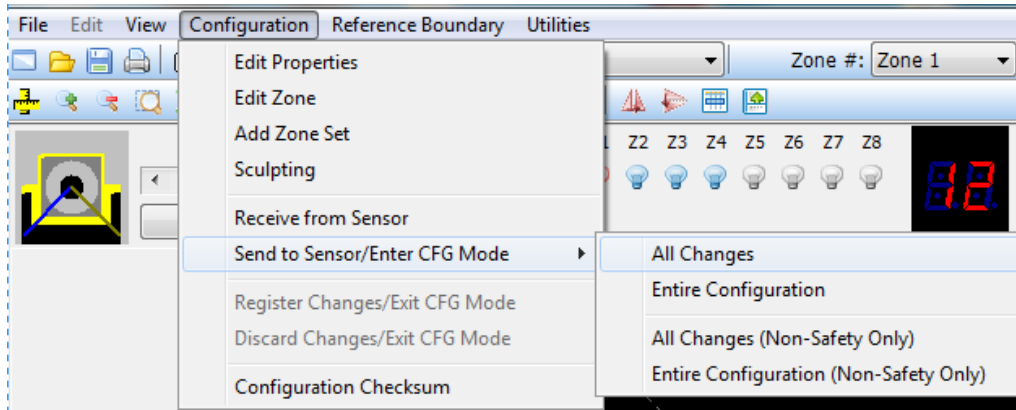 File Edit View Configuration Reference Boundary Utilities
Zone #: Zone 1
Edit Properties
Edit Zone
Add Zone Set
Sculpting
Receive from Sensor
Send to Sensor/Enter CFG Mode
Register Changes/Exit CFG Mode
Discard Changes/Exit CFG Mode
Configuration Checksum
Z2 Z3 Z4 Z5 Z6 Z7 Z8
12
All Changes
Entire Configuration
All Changes (Non-Safety Only)
Entire Configuration (Non-Safety Only)